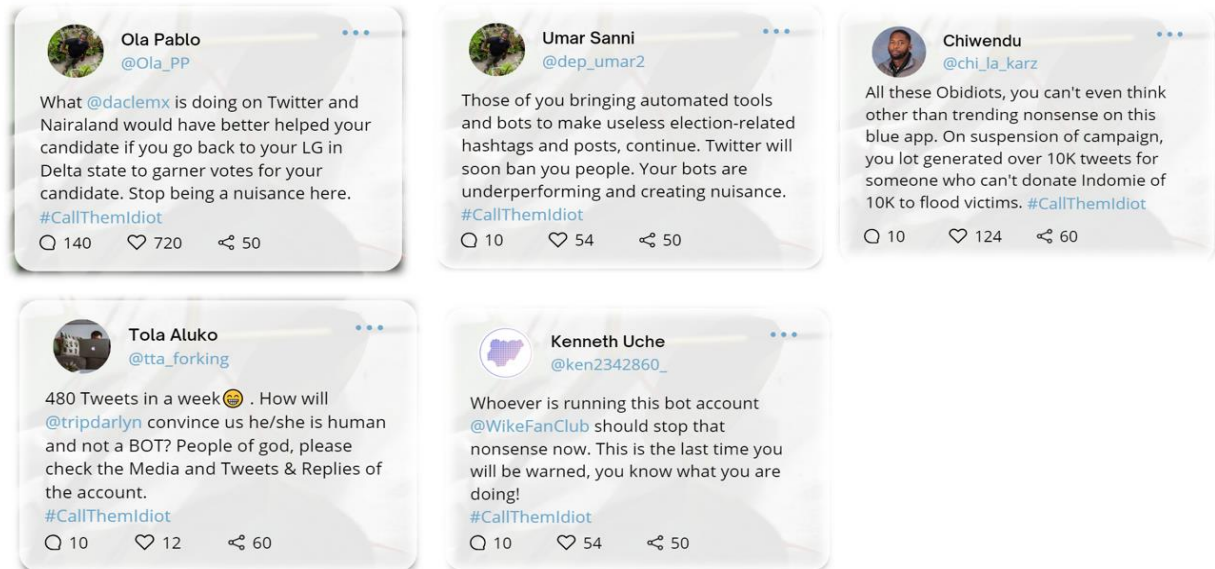 Ola Pablo
@Ola_PP
What @daclemx is doing on Twitter and
Nairaland would have better helped your
candidate if you go back to your LG in
Delta state to garner votes for your
candidate. Stop being a nuisance here.
#CallThemIdiot
140 720 50
Umar Sanni
@dep_umar2
Those of you bringing automated tools
and bots to make useless election-related
hashtags and posts, continue. Twitter will
soon ban you people. Your bots are
underperforming and creating nuisance.
#CallThemIdiot
10 54 50
Chiwendu
@chi_la_karz
All these Obidiots, you can't even think
other than trending nonsense on this
blue app. On suspension of campaign,
you lot generated over 10K tweets for
someone who can't donate Indomie of
10K to flood victims. #CallThemIdiot
10 124 60
Tola Aluko
@tta_forking
480 Tweets in a week😁 . How will
@tripdarlyn convince us he/she is human
and not a BOT? People of god, please
check the Media and Tweets & Replies of
the account.
#CallThemIdiot
10 12 60
Kenneth Uche
@ken2342860_
Whoever is running this bot account
@WikeFanClub should stop that
nonsense now. This is the last time you
will be warned, you know what you are
doing!
#CallThemIdiot
10 54 50